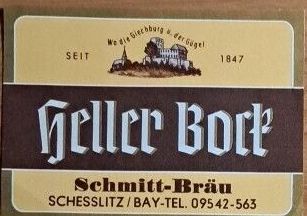 Wo die Giechburg u. der Gügel
SEIT 1847
Heller Bock
Schmitt-Bräu
SCHESSLITZ/BAY-TEL. 09542-563